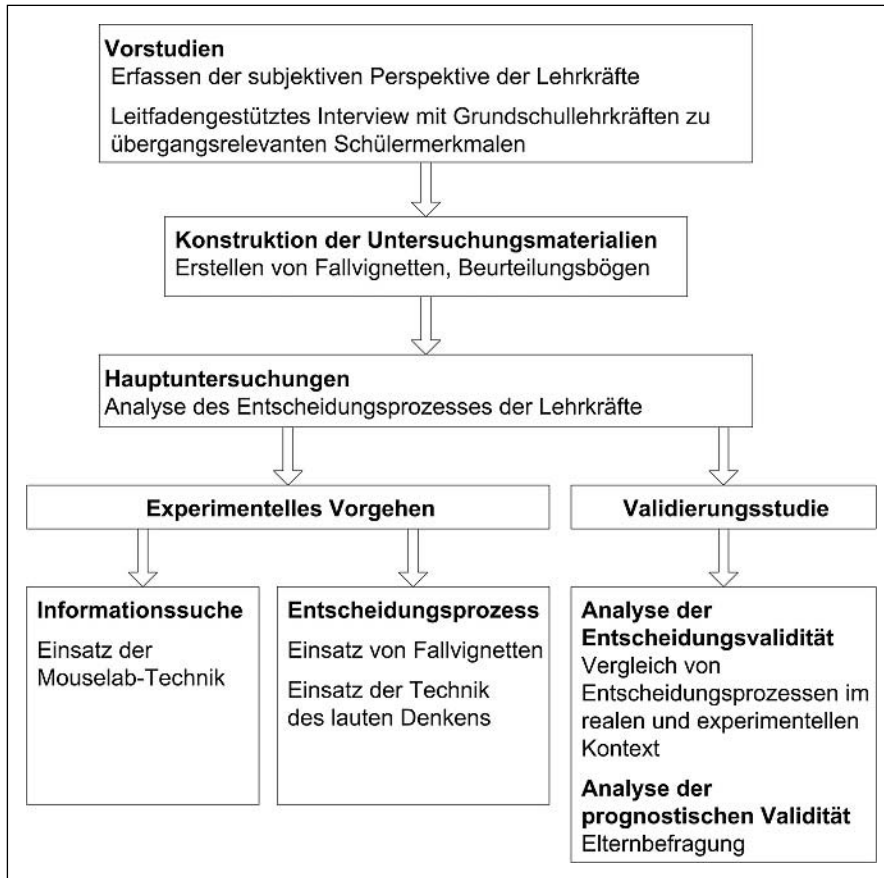 Vorstudien
Erfassen der subjektiven Perspektive der Lehrkräfte
Leitfadengestütztes Interview mit Grundschullehrkräften zu
übergangsrelevanten Schülermerkmalen
Konstruktion der Untersuchungsmaterialien
Erstellen von Fallvignetten, Beurteilungsbögen
Hauptuntersuchungen
Analyse des Entscheidungsprozesses der Lehrkräfte
Experimentelles Vorgehen
Validierungsstudie
Informationssuche
Einsatz der
Mouselab-Technik
Entscheidungsprozess
Einsatz von Fallvignetten
Einsatz der Technik
des lauten Denkens
Analyse der
Entscheidungsvalidität
Vergleich von
Entscheidungsprozessen im
realen und experimentellen
Kontext
Analyse der
prognostischen Validität
Elternbefragung